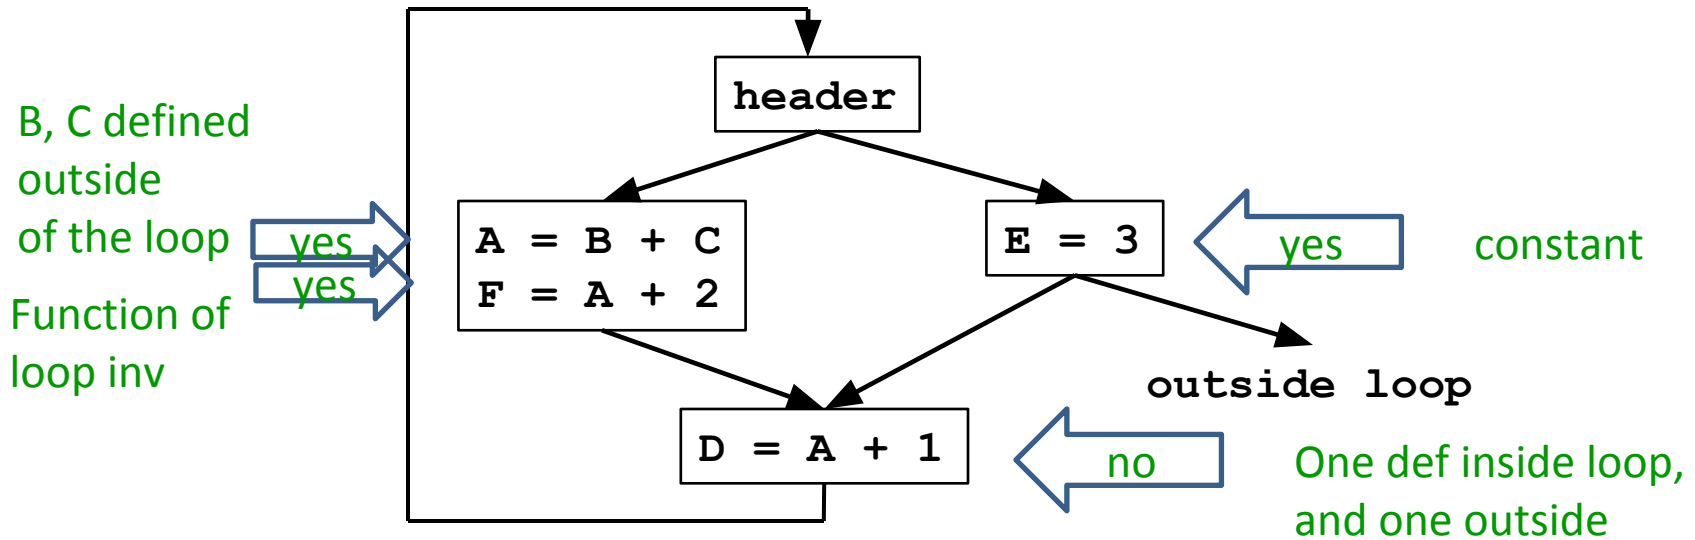 header
B, C defined
outside
of the loop
yes
yes
Function of
loop inv
A = B + C
F = A + 2
E = 3
yes
constant
outside loop
D = A + 1
no
One def inside loop,
and one outside